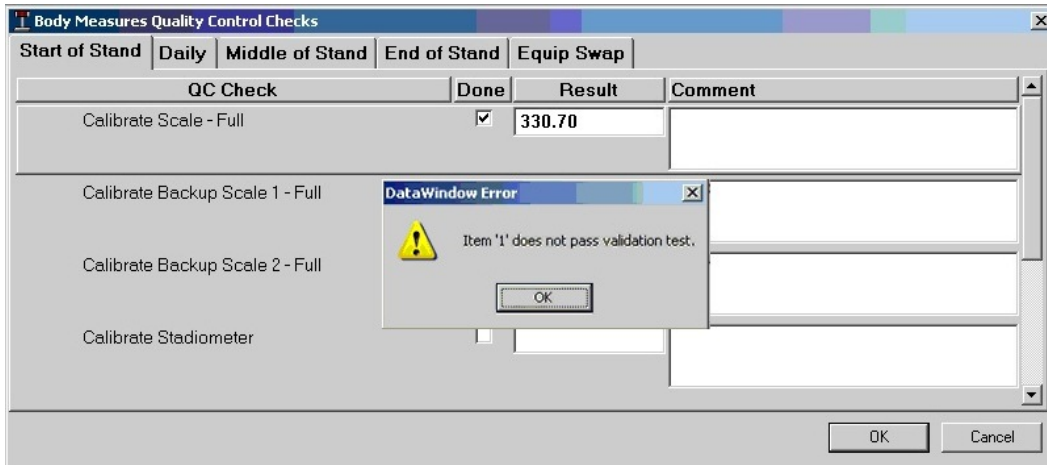 Body Measures Quality Control Checks
Start of Stand Daily Middle of Stand End of Stand Equip Swap
QC Check Done Result Comment
Calibrate Scale - Full 330.70
Calibrate Backup Scale 1 - Full
DataWindow Error
Item '1' does not pass validation test.
Calibrate Backup Scale 2 - Full
OK
Calibrate Stadiometer
OK Cancel